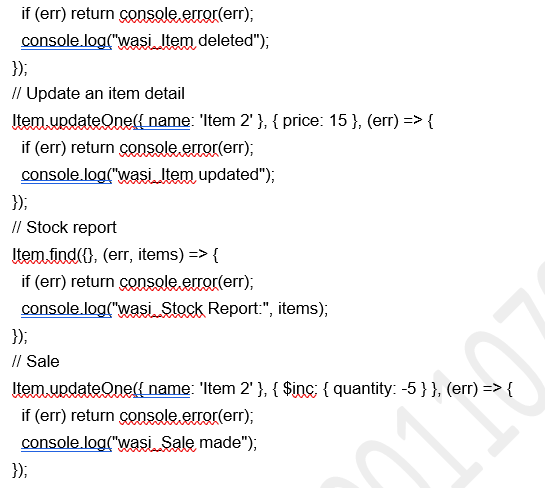 if (err) return console.error(err);
console.log("wasi_Item deleted");
});
// Update an item detail
Item.updateOne({ name: 'Item 2' }, { price: 15 }, (err) => {
if (err) return console.error(err);
console.log("wasi_Item updated");
});
// Stock report
Item.find({}, (err, items) => {
if (err) return console.error(err);
console.log("wasi_Stock Report:", items);
});
// Sale
Item.updateOne({ name: 'Item 2' }, { $inc: { quantity: -5 } }, (err) => {
if (err) return console.error(err);
console.log("wasi_Sale made");
});